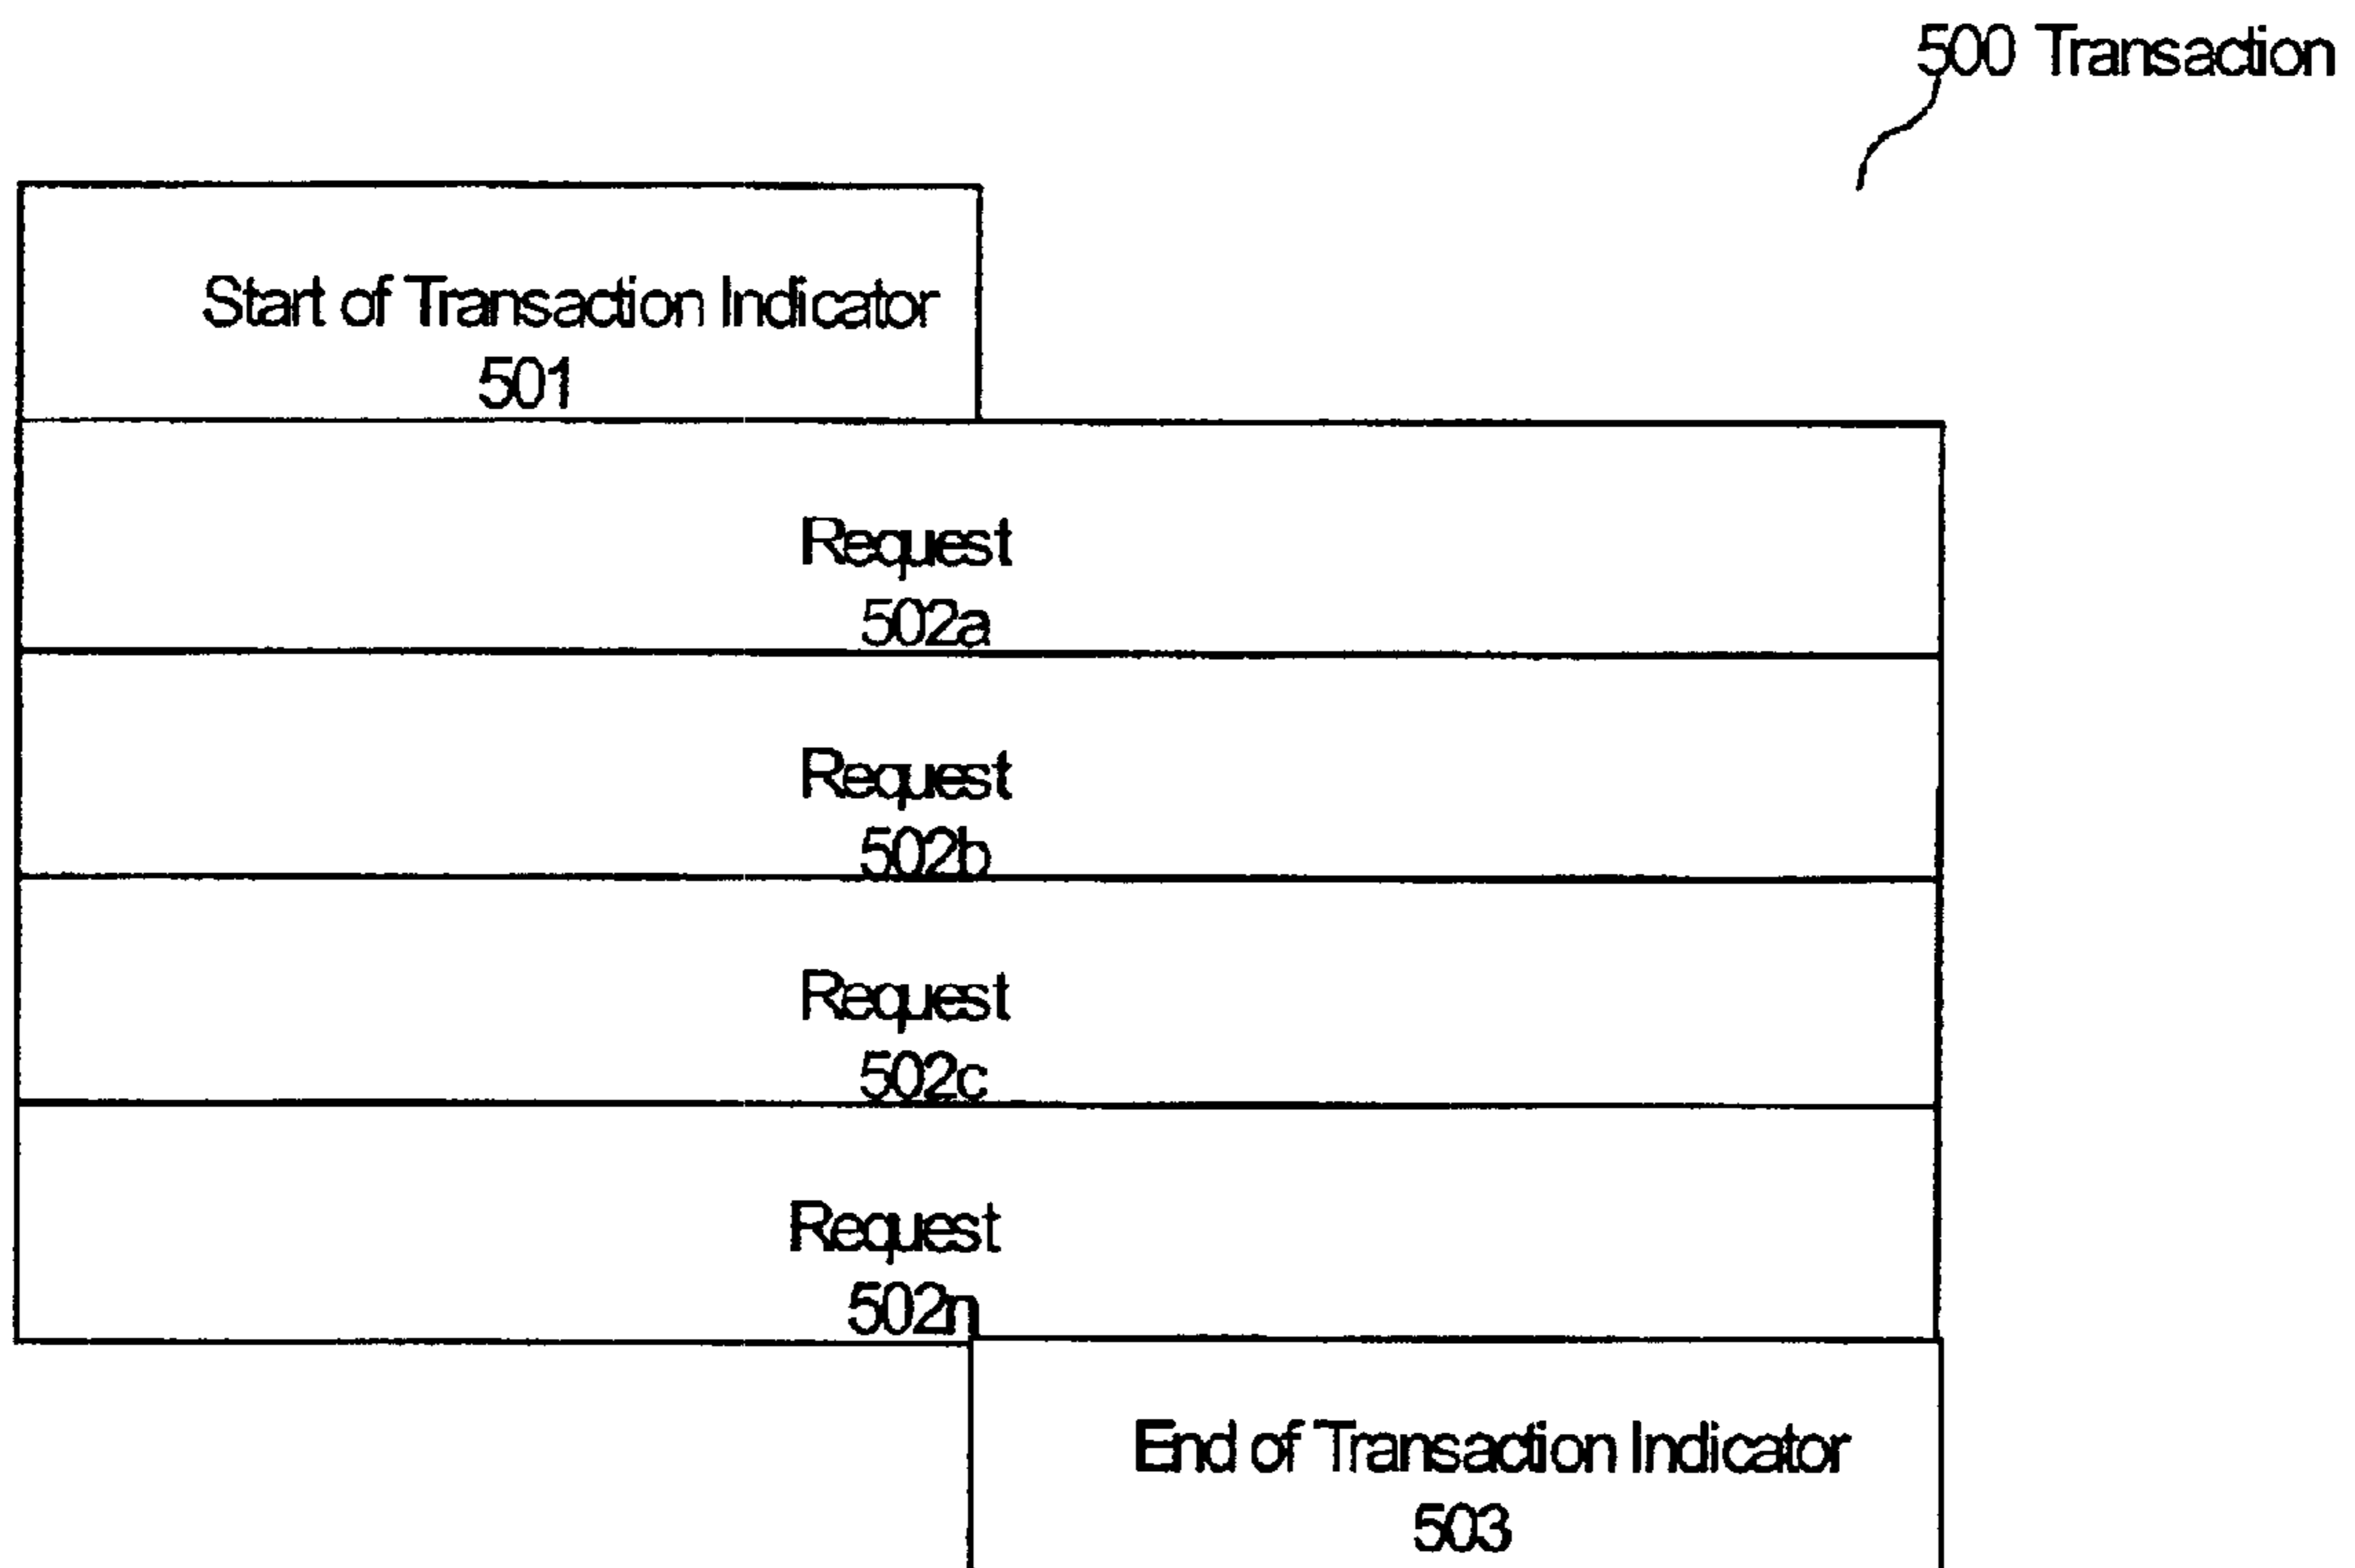 500 Transaction
Start of Transaction Indicator
501
Request
502a
Request
502b
Request
502c
Request
502n
End of Transaction Indicator
503